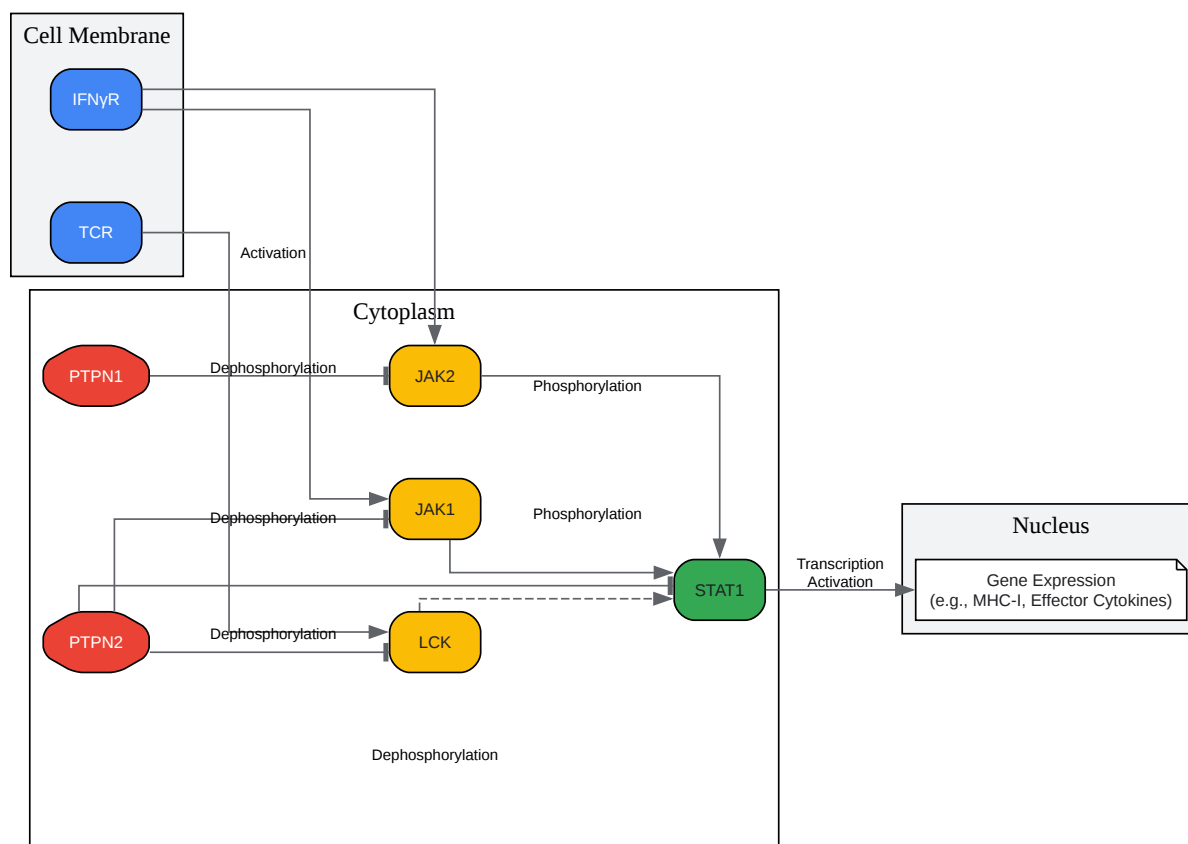 Cell Membrane
IFNγR
TCR
Activation
Cytoplasm
PTPN1
Dephosphorylation
JAK2
Phosphorylation
JAK1
Dephosphorylation
Phosphorylation
Nucleus
STAT1
Transcription
Activation
Gene Expression
(e.g., MHC-I, Effector Cytokines)
PTPN2
Dephosphorylation
LCK
Dephosphorylation